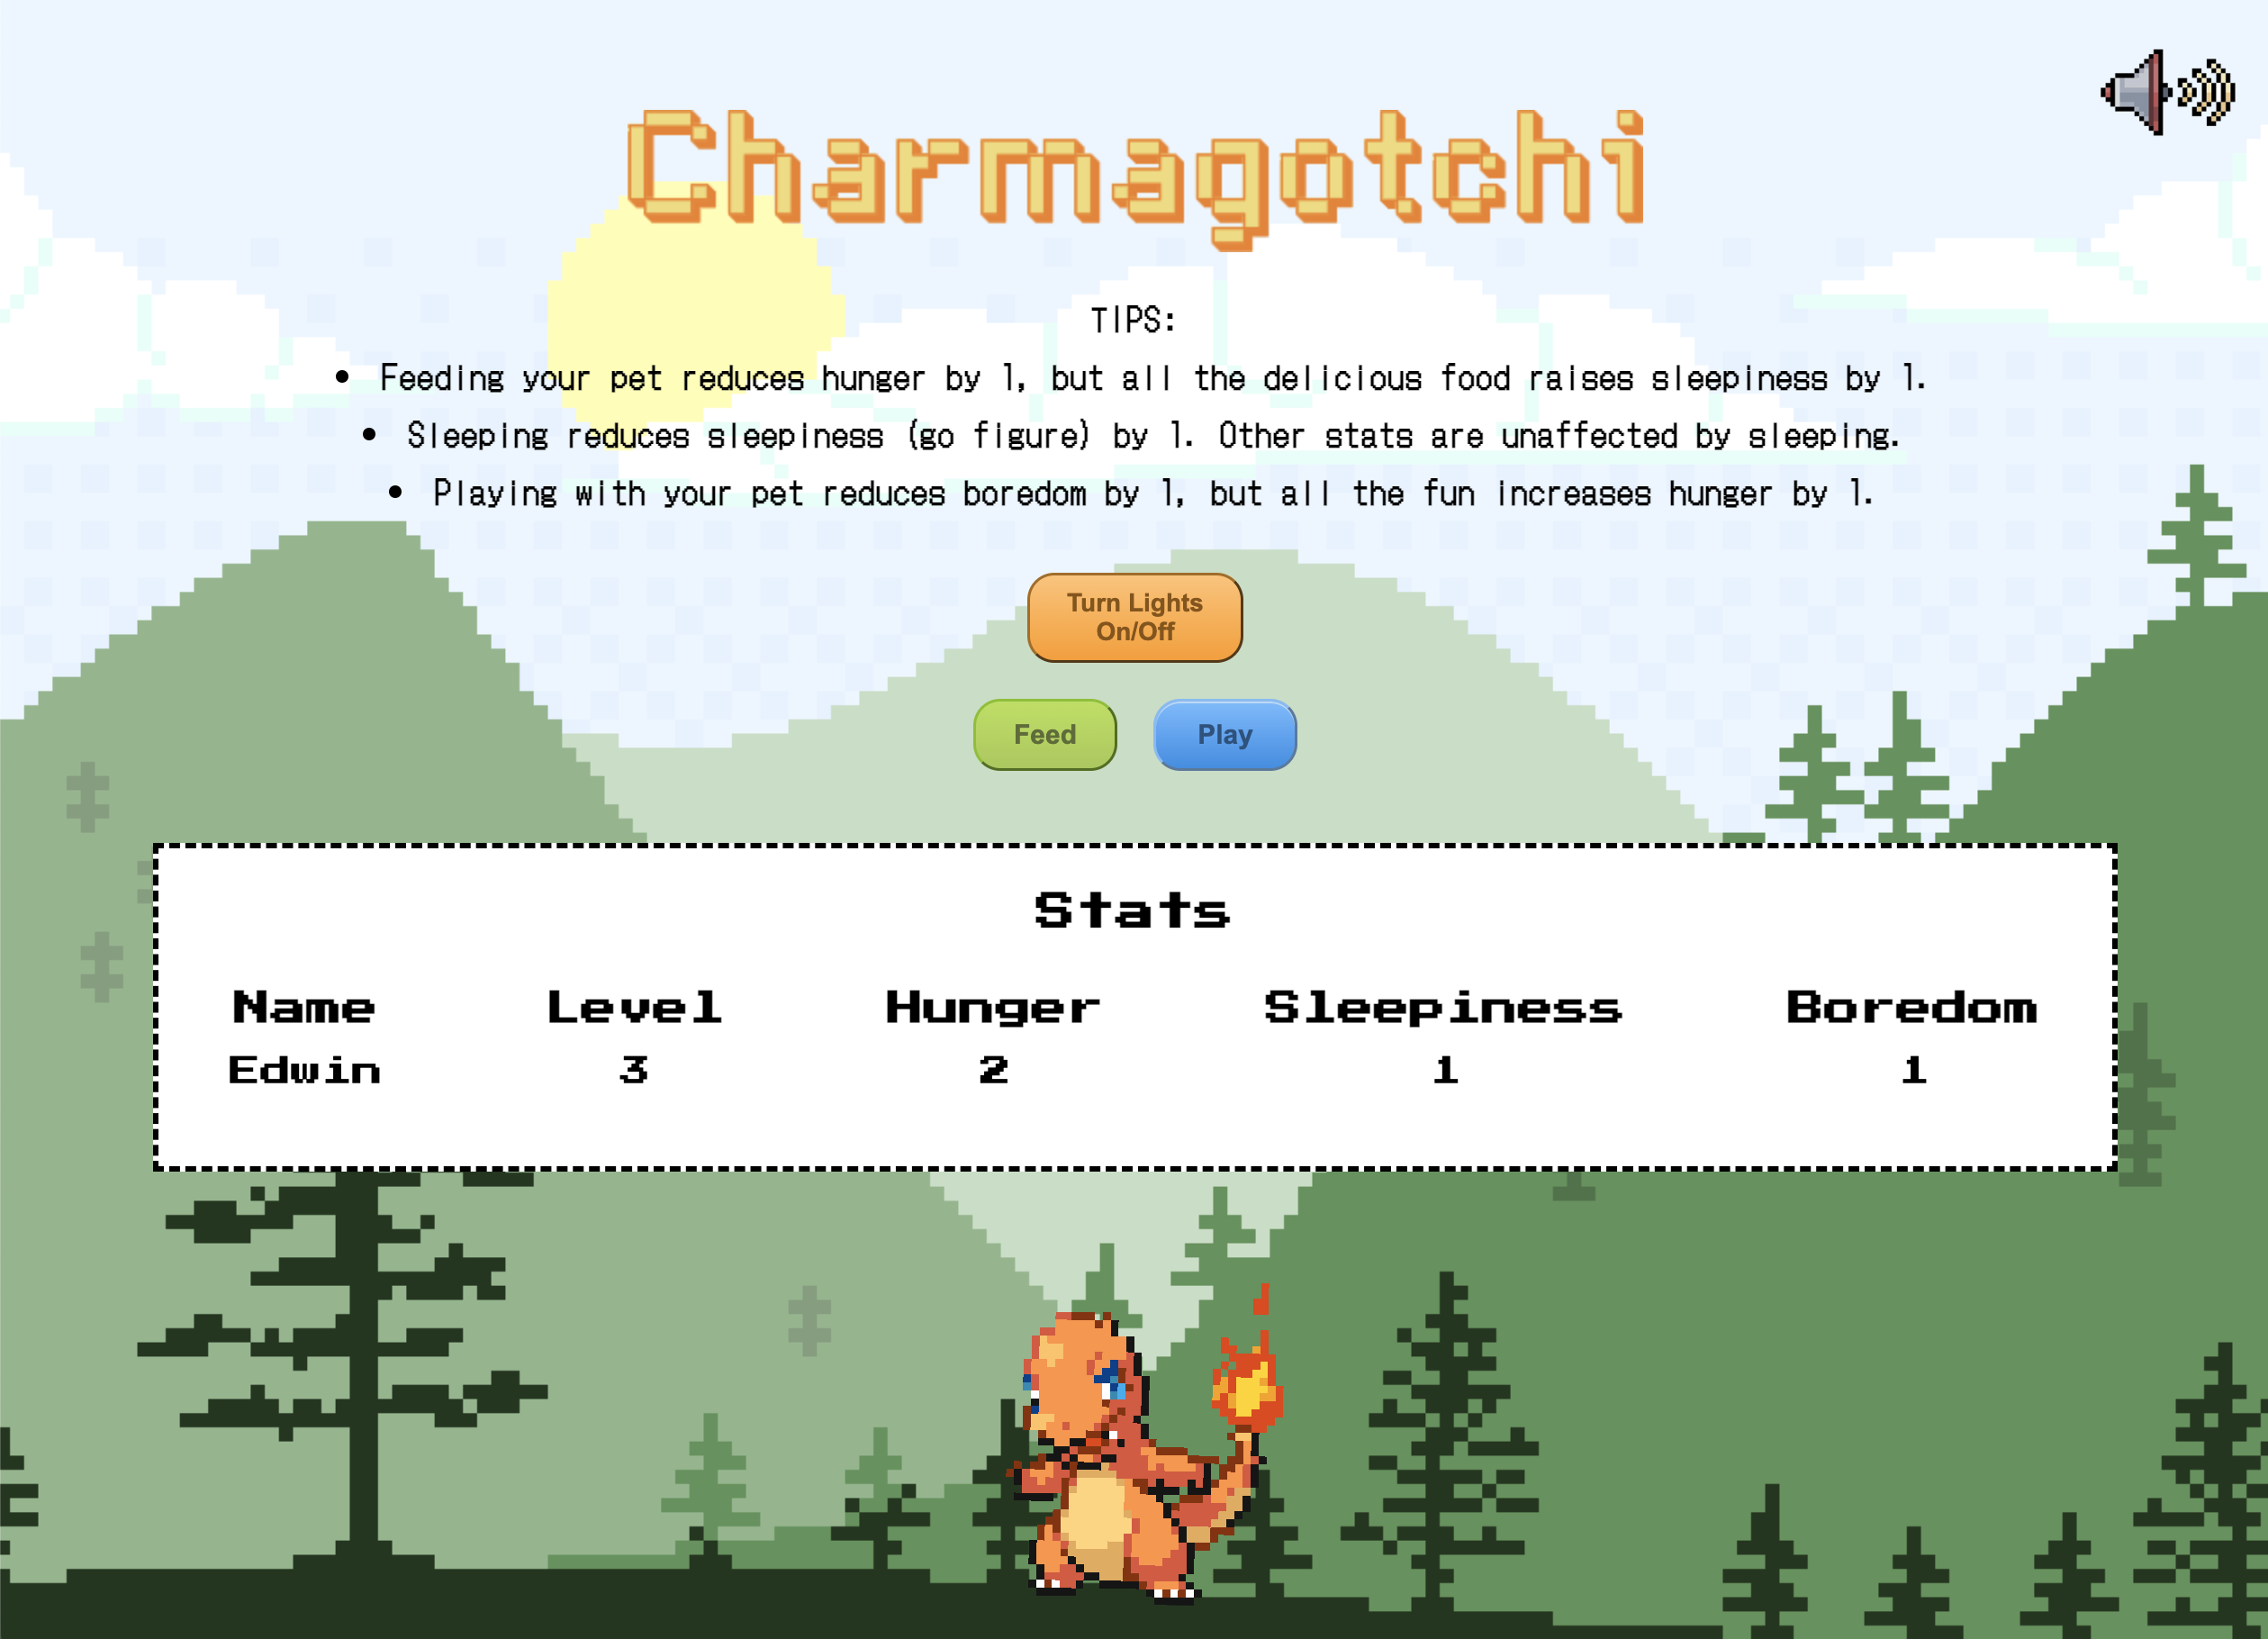 Charmagotchi
TIPS:
• Feeding your pet reduces hunger by 1, but all the delicious food raises sleepiness by 1.
• Sleeping reduces sleepiness (go figure) by 1. Other stats are unaffected by sleeping.
• Playing with your pet reduces boredom by 1, but all the fun increases hunger by 1.
Turn Lights
On/Off
Feed Play
Stats
Name Level Hunger Sleepiness Boredom
Edwin 3 2 1 1